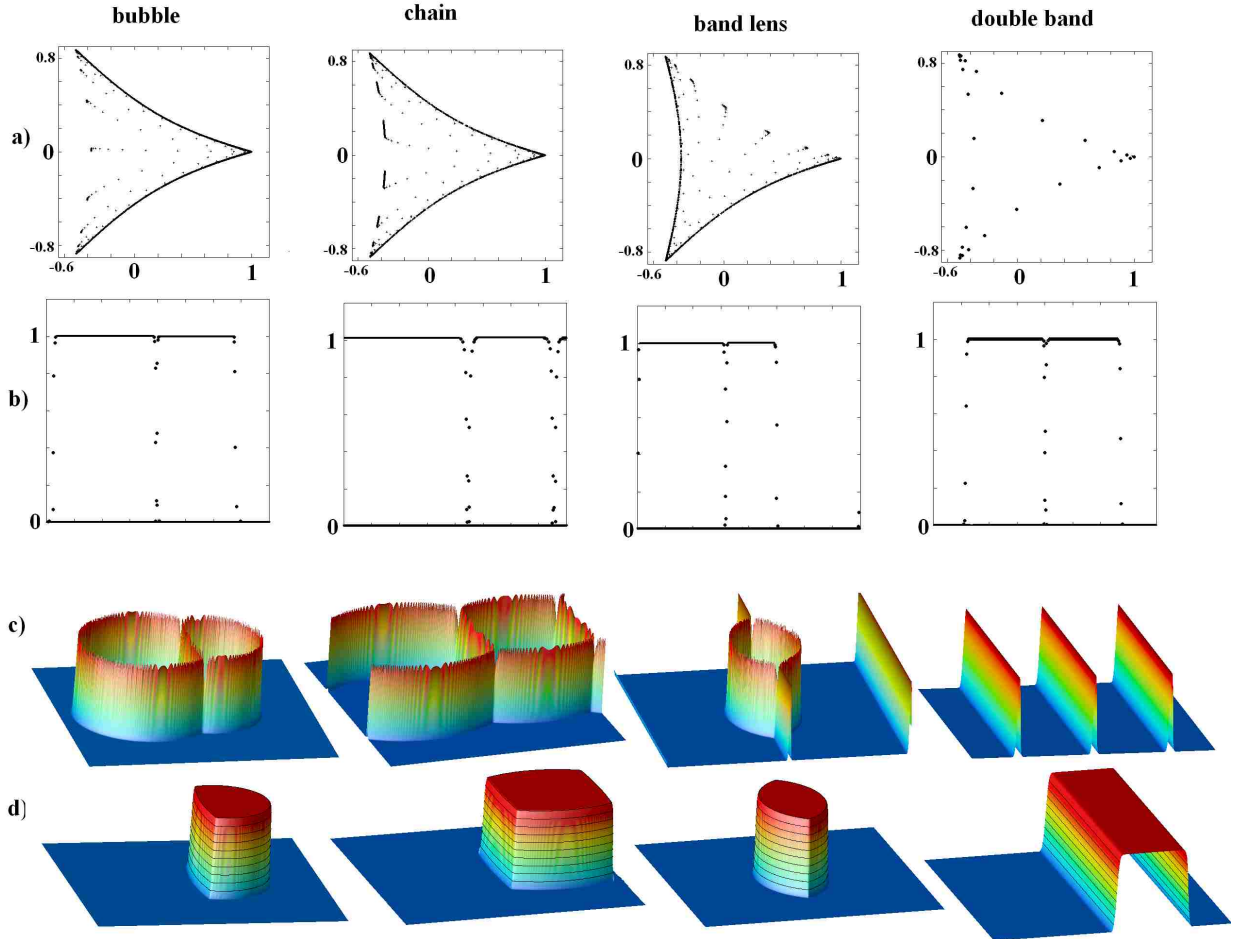 bubble chain band lens double band
a)
0.8 0.8 0.8 0.8
0 0 0 0
-0.8 -0.8 -0.8 -0.8
-0.6 0 1 -0.6 0 1 -0.6 0 1 -0.6 0 1
b)
1 1 1 1
0 0 0 0
c)
d)